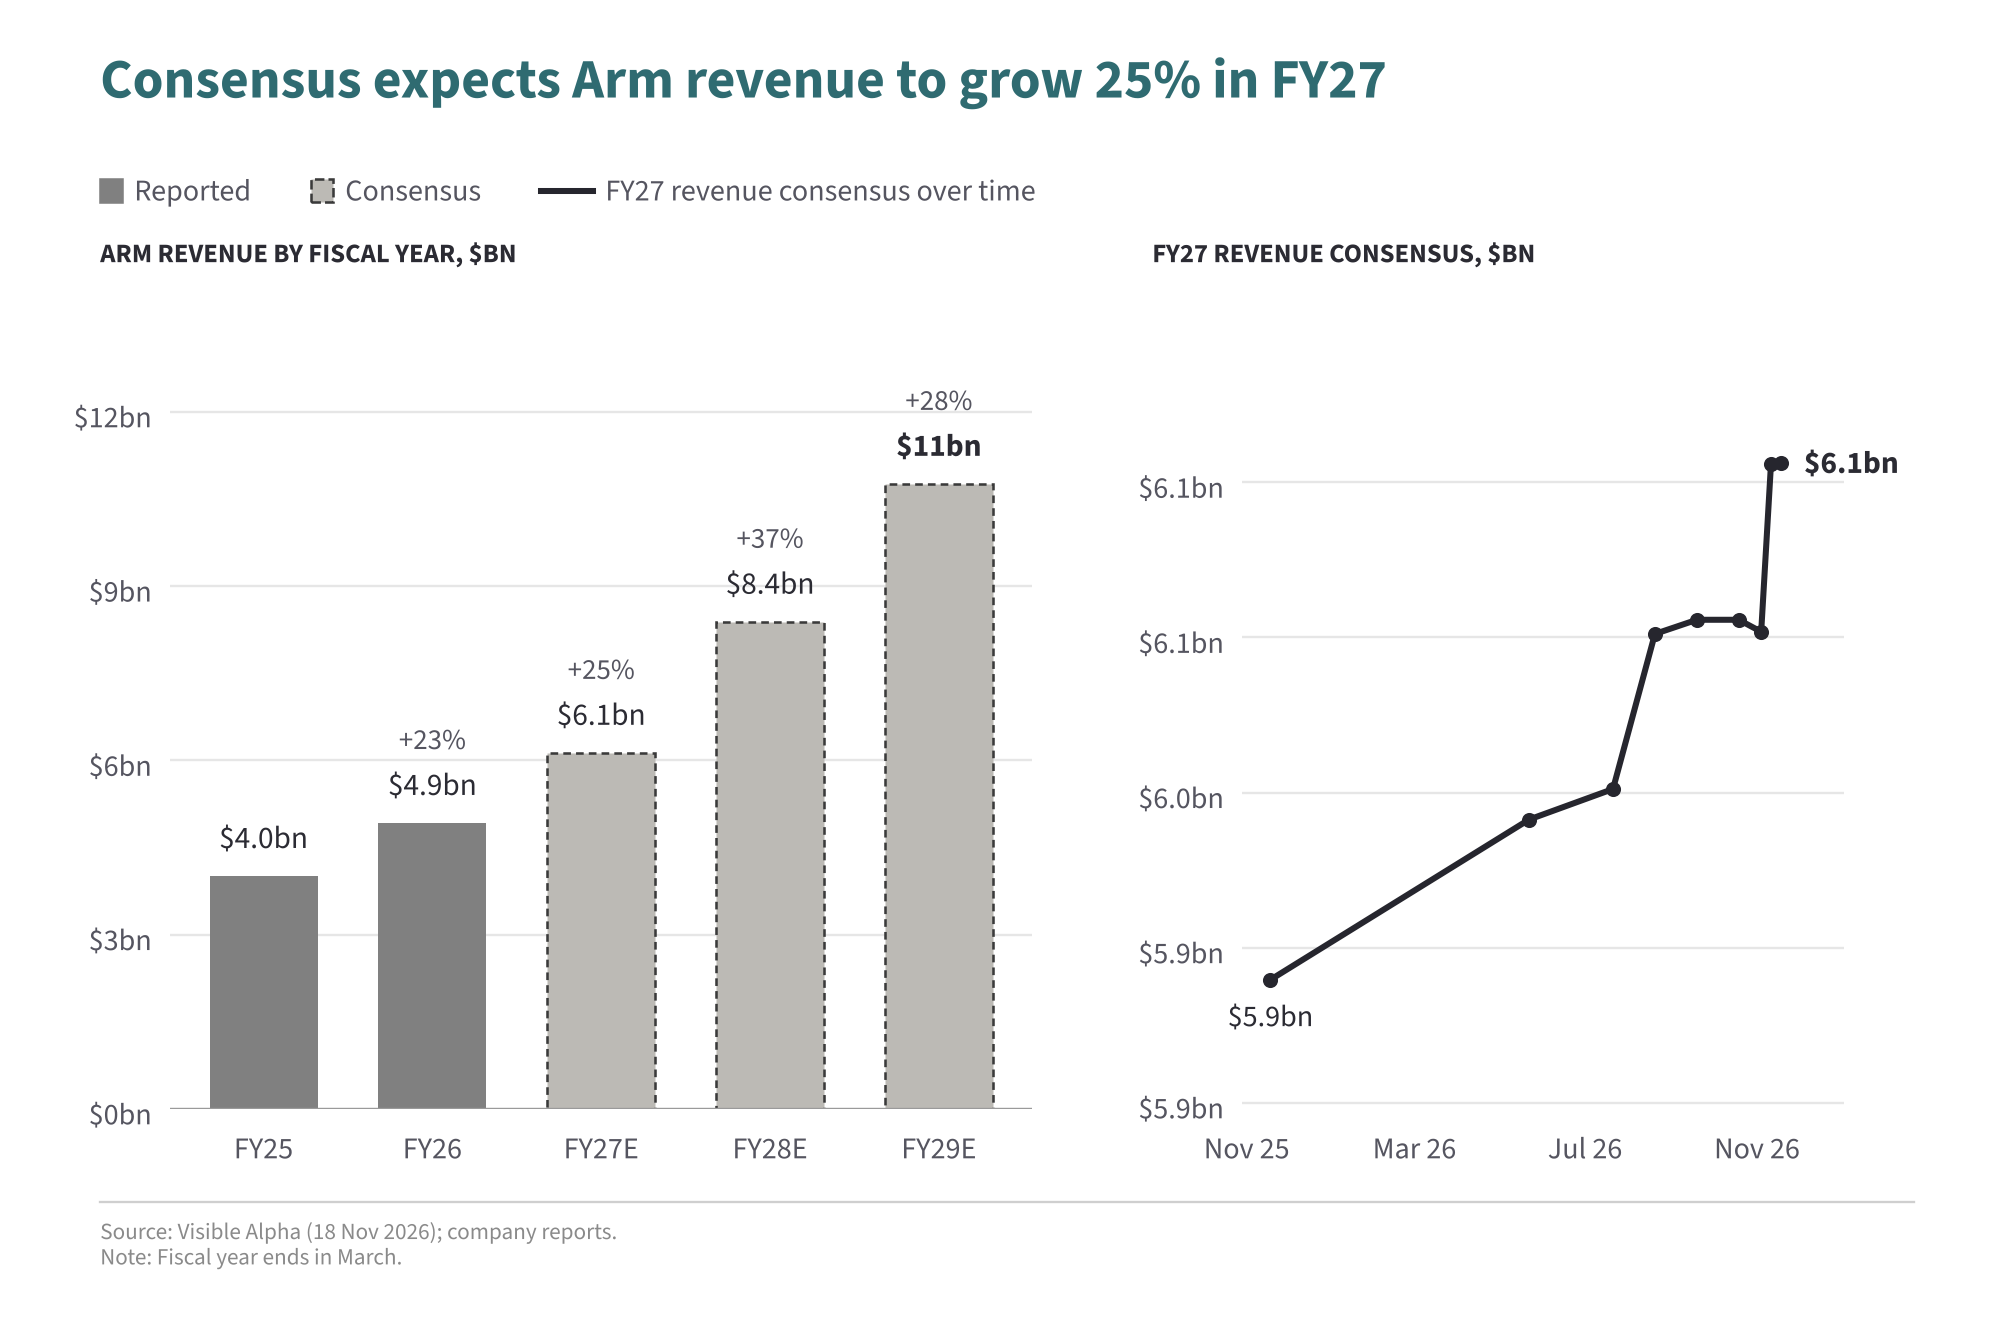 Consensus expects Arm revenue to grow 25% in FY27
Reported
Consensus
FY27 revenue consensus over time
ARM REVENUE BY FISCAL YEAR, $BN
$12bn
$9bn
$6bn
$3bn
$0bn
$4.0bn
+23%
$4.9bn
+25%
$6.1bn
+37%
$8.4bn
+28%
$11bn
FY25
FY26
FY27E
FY28E
FY29E
FY27 REVENUE CONSENSUS, $BN
$6.1bn
$6.1bn
$6.0bn
$5.9bn
$5.9bn
$6.1bn
$5.9bn
Nov 25
Mar 26
Jul 26
Nov 26
Source: Visible Alpha (18 Nov 2026); company reports.
Note: Fiscal year ends in March.